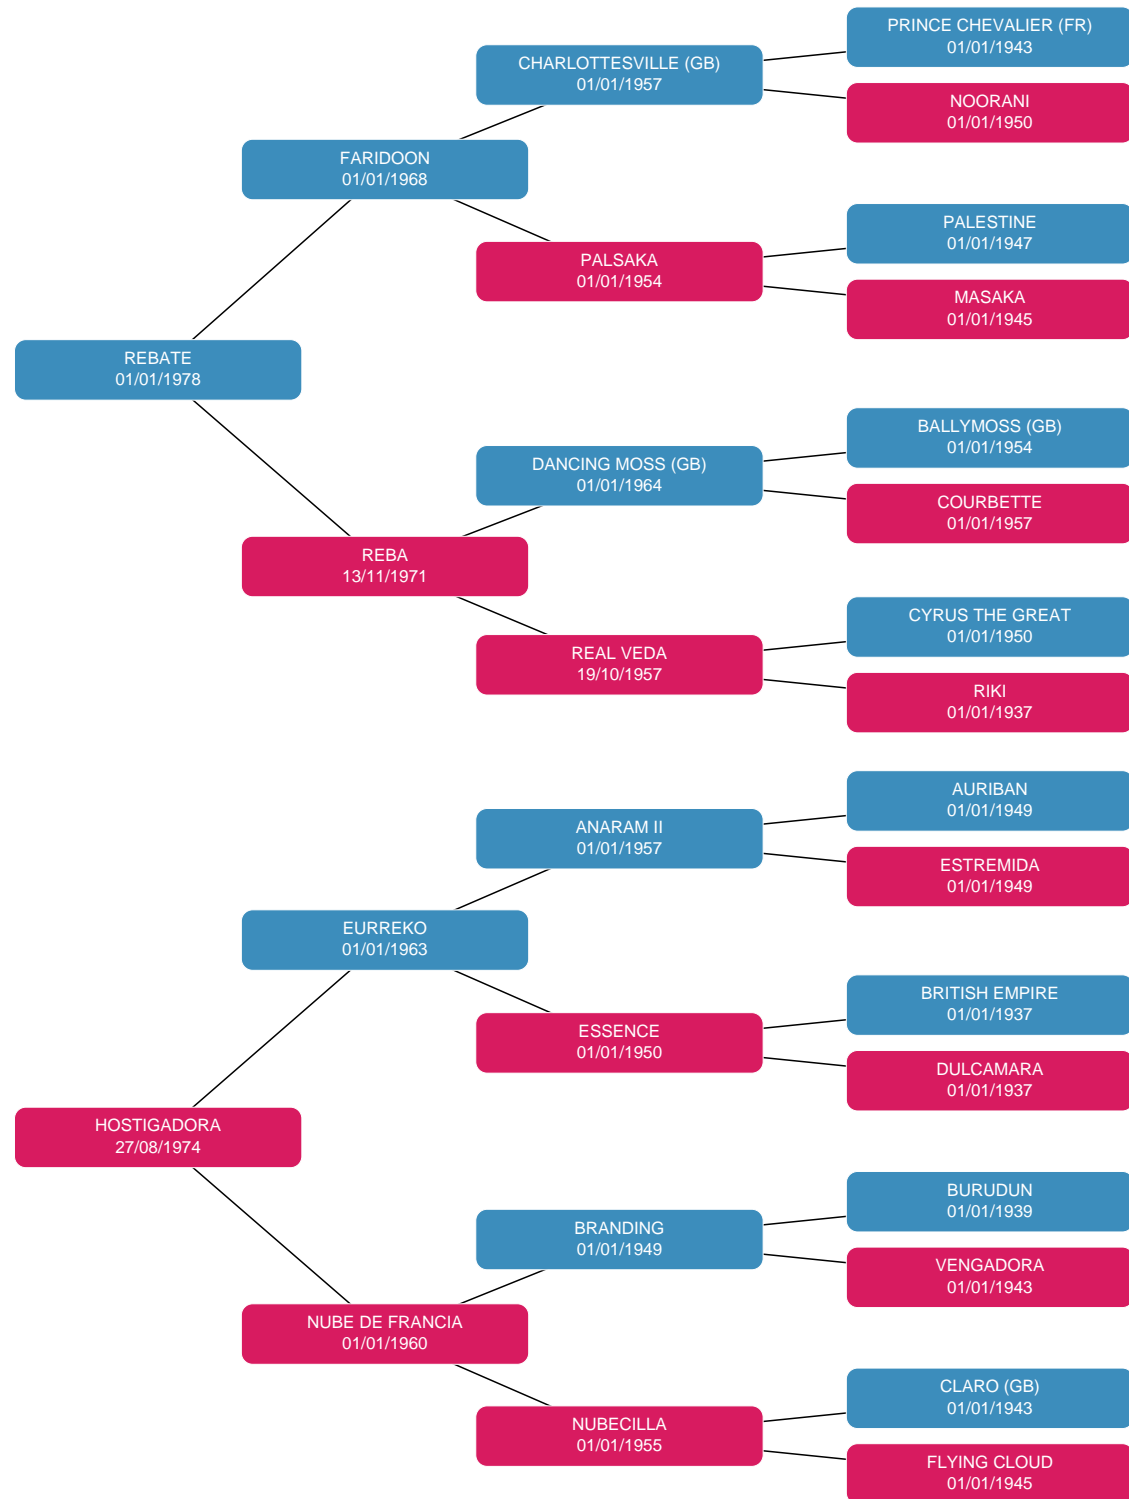 PRINCE CHEVALIER (FR)
01/01/1943
CHARLOTTESVILLE (GB)
01/01/1957
NOORANI
01/01/1950
FARIDOON
01/01/1968
PALESTINE
01/01/1947
PALSAKA
01/01/1954
MASAKA
01/01/1945
REBATE
01/01/1978
BALLYMOSS (GB)
01/01/1954
DANCING MOSS (GB)
01/01/1964
COURBETTE
01/01/1957
REBA
13/11/1971
CYRUS THE GREAT
01/01/1950
REAL VEDA
19/10/1957
RIKI
01/01/1937
AURIBAN
01/01/1949
ANARAM II
01/01/1957
ESTREMIDA
01/01/1949
EURREKO
01/01/1963
BRITISH EMPIRE
01/01/1937
ESSENCE
01/01/1950
DULCAMARA
01/01/1937
HOSTIGADORA
27/08/1974
BURUDUN
01/01/1939
BRANDING
01/01/1949
VENGADORA
01/01/1943
NUBE DE FRANCIA
01/01/1960
CLARO (GB)
01/01/1943
NUBECILLA
01/01/1955
FLYING CLOUD
01/01/1945